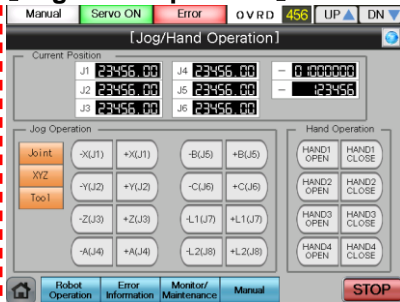 Manual Servo ON Error OVRD 456 UP▲ DN▼
[Jog/Hand Operation]
Current Position
J1 23456.00 J4 23456.00 - 01000000
J2 23456.00 J5 23456.00 - 123456
J3 23456.00 J6 23456.00
Jog Operation
Hand Operation
Joint -X(J1) +X(J1) -B(J5) +B(J5) HAND1 OPEN HAND1 CLOSE
XYZ
Tool -Y(J2) +Y(J2) -C(J6) +C(J6) HAND2 OPEN HAND2 CLOSE
-Z(J3) +Z(J3) -L1(J7) +L1(J7) HAND3 OPEN HAND3 CLOSE
-A(J4) +A(J4) -L2(J8) +L2(J8) HAND4 OPEN HAND4 CLOSE
Robot Operation Error Information Monitor/ Maintenance Manual STOP